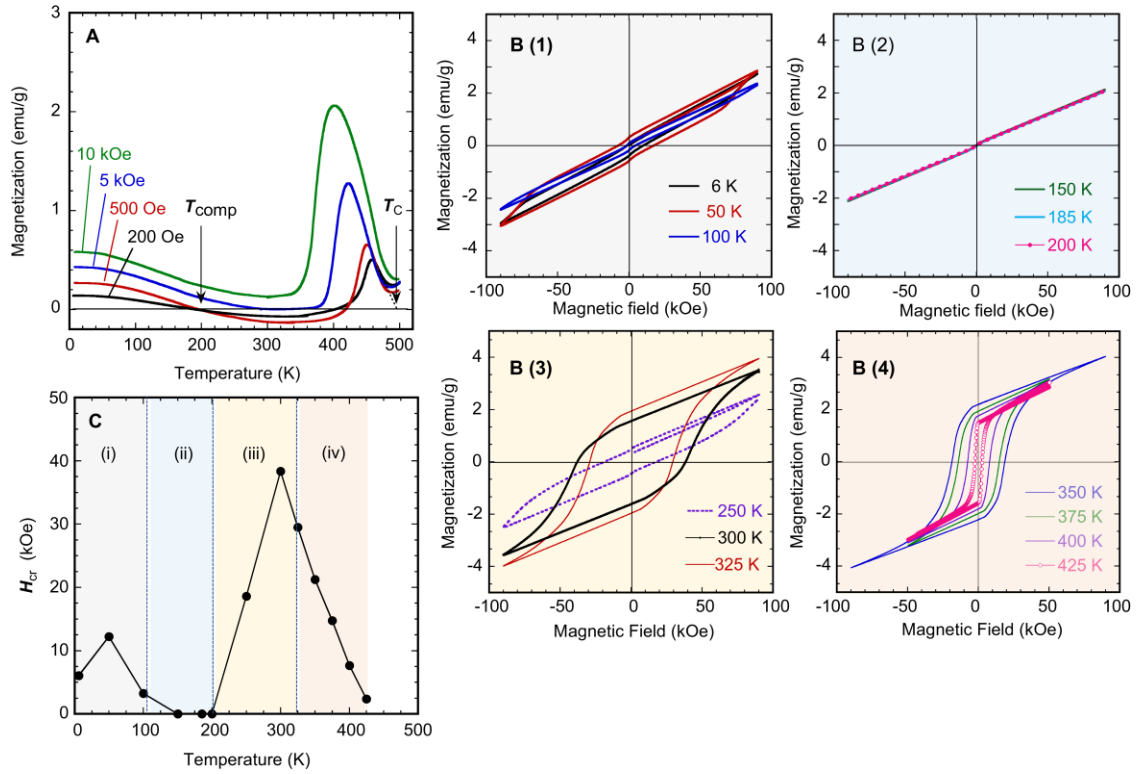 A
Magnetization (emu/g)
3
2
1
0
10 kOe
5 kOe
500 Oe
200 Oe
Tcomp
TC
0 100 200 300 400 500
Temperature (K)
B (1)
Magnetization (emu/g)
4
2
0
-2
-4
6 K
50 K
100 K
-100 -50 0 50 100
Magnetic field (kOe)
B (2)
Magnetization (emu/g)
4
2
0
-2
-4
150 K
185 K
200 K
-100 -50 0 50 100
Magnetic field (kOe)
C
Hcr (kOe)
50
40
30
20
10
0
(i) (ii) (iii) (iv)
0 100 200 300 400 500
Temperature (K)
B (3)
Magnetization (emu/g)
4
2
0
-2
-4
250 K
300 K
325 K
-100 -50 0 50 100
Magnetic Field (kOe)
B (4)
Magnetization (emu/g)
4
2
0
-2
-4
350 K
375 K
400 K
425 K
-100 -50 0 50 100
Magnetic Field (kOe)